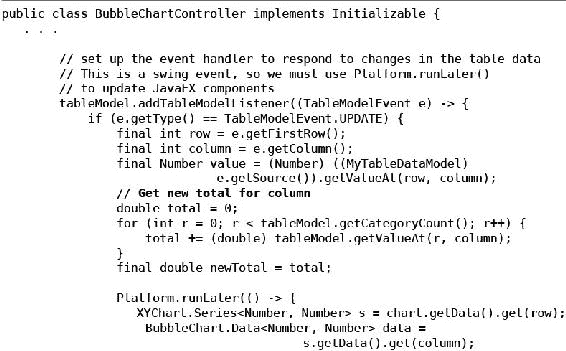 public class BubbleChartController implements Initializable {
. . .
// set up the event handler to respond to changes in the table data
// This is a swing event, so we must use Platform.runLater()
// to update JavaFX components
tableModel.addTableModelListener((TableModelEvent e) -> {
if (e.getType() == TableModelEvent.UPDATE) {
final int row = e.getFirstRow();
final int column = e.getColumn();
final Number value = (Number) ((MyTableDataModel)
e.getSource()).getValueAt(row, column);
// Get new total for column
double total = 0;
for (int r = 0; r < tableModel.getCategoryCount(); r++) {
total += (double) tableModel.getValueAt(r, column);
}
final double newTotal = total;
Platform.runLater(() -> {
XYChart.Series<Number, Number> s = chart.getData().get(row);
BubbleChart.Data<Number, Number> data =
s.getData().get(column);